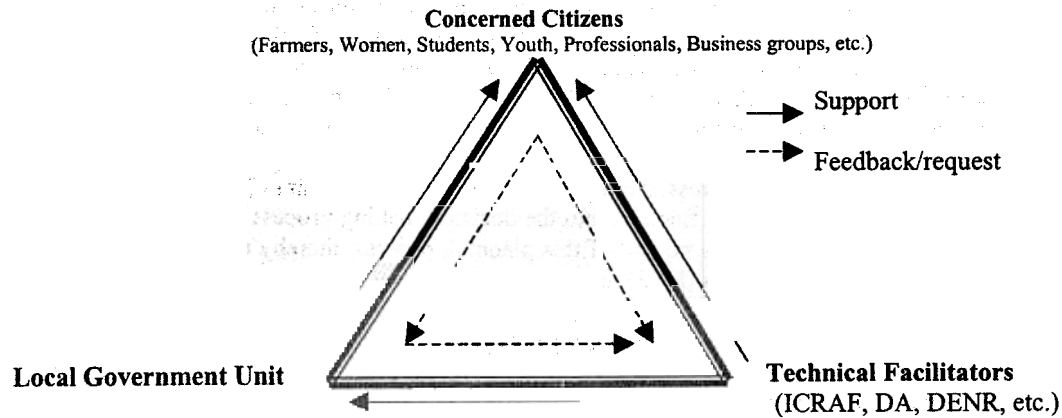 Concerned Citizens
(Farmers, Women, Students, Youth, Professionals, Business groups, etc.)
Support
Feedback/request
Local Government Unit
Technical Facilitators
(ICRAF, DA, DENR, etc.)